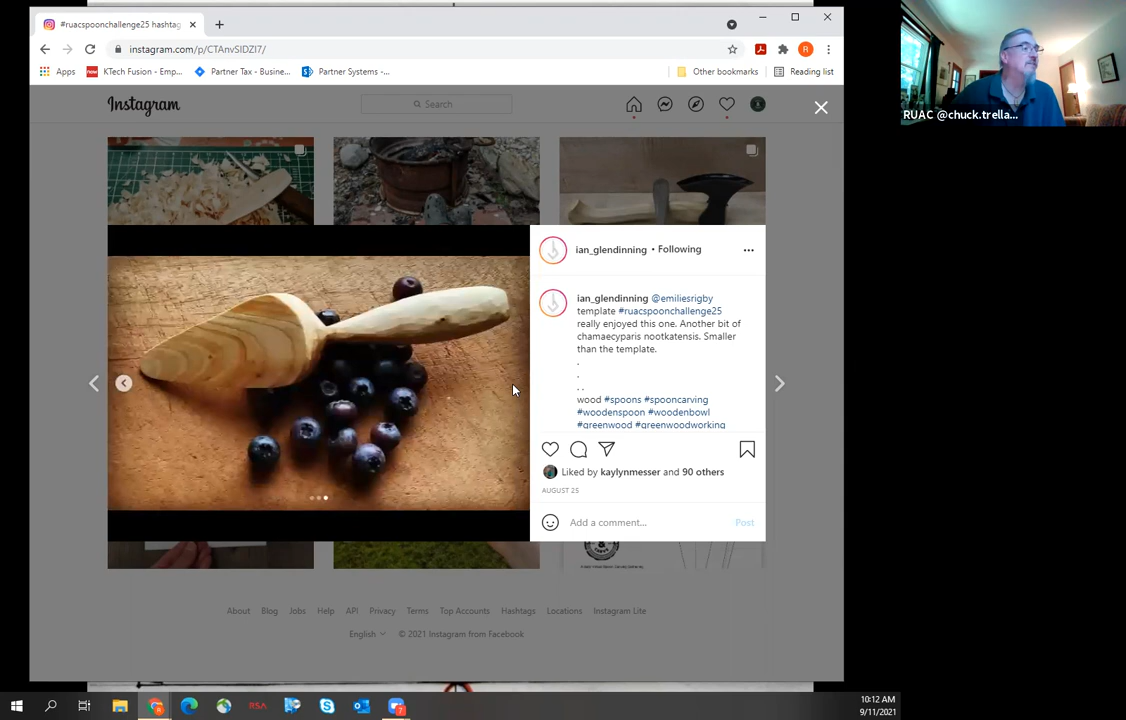 #ruacspoonchallenge25 hashtag
instagram.com/p/CTAnvSIDZI7/
R
Apps
KTech Fusion - Emp...
Partner Tax - Busine...
Partner Systems -...
Other bookmarks
Reading list
Instagram
Search
ian_glendinning • Following
ian_glendinning @emiliesrigby
template #ruacspoonchallenge25
really enjoyed this one. Another bit of
chamaecyparis nootkatensis. Smaller
than the template.
.
.
. .
wood #spoons #spooncarving
#woodenspoon #woodenbowl
#greenwood #greenwoodworking
Liked by kaylynmesser and 90 others
AUGUST 25
Add a comment...
Post
About Blog Jobs Help API Privacy Terms Top Accounts Hashtags Locations Instagram Lite
English © 2021 Instagram from Facebook
RSA
10:12 AM
9/11/2021
RUAC @chuck.trella...